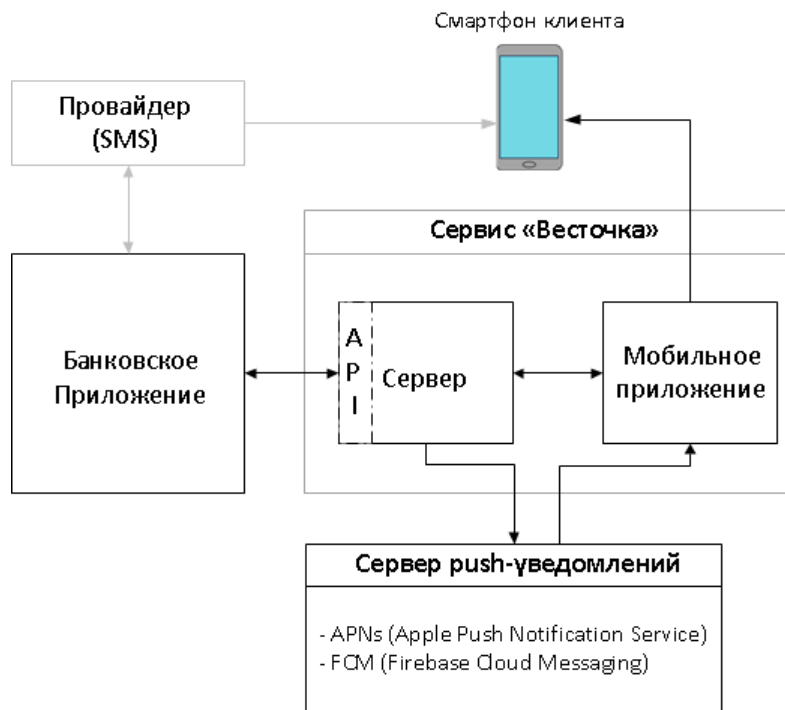 Смартфон клиента
Провайдер
(SMS)
Сервис «Весточка»
Банковское
Приложение
A
P
I
Сервер
Мобильное
приложение
Сервер push-уведомлений
- APNs (Apple Push Notification Service)
- FCM (Firebase Cloud Messaging)